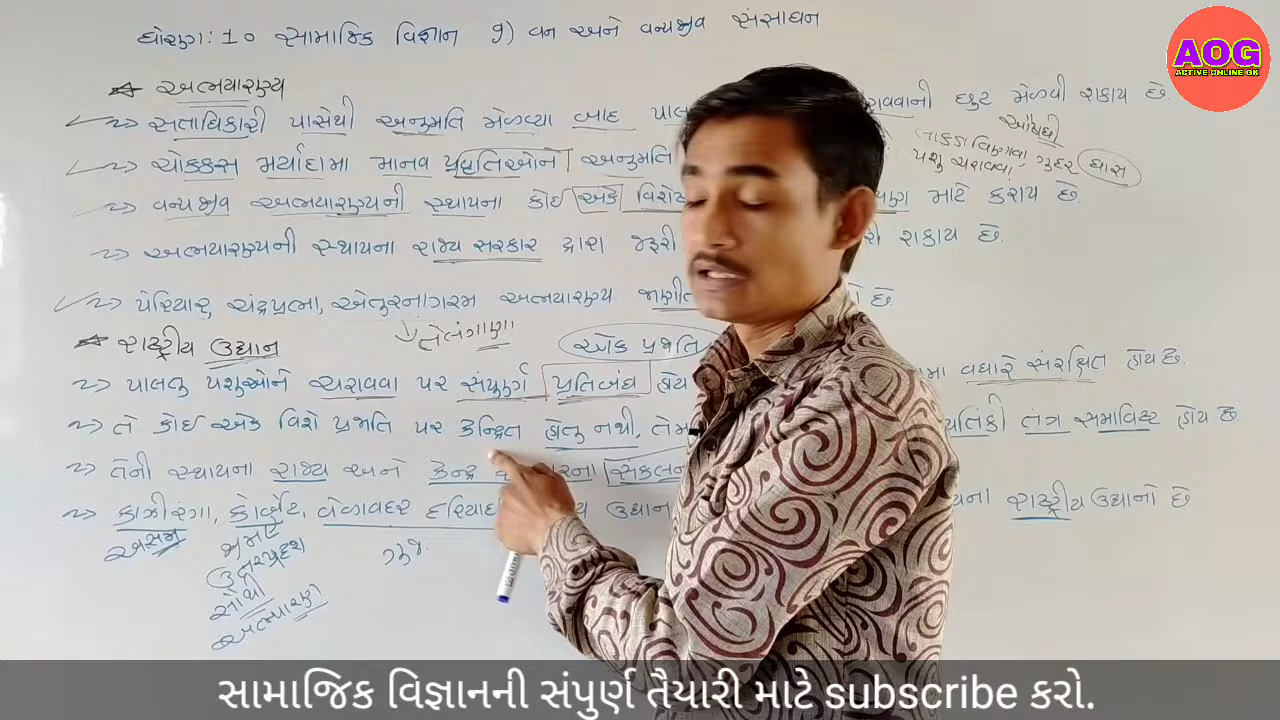 ધોરણ: 10 સામાજિક વિજ્ઞાન 9) વન અને વન્યજીવ સંસાધન
AOG
ACTIVE ONLINE GK
અભયારણ્ય
સતાધિકારી પાસેથી અનુમતિ મેળવ્યા બાદ પાલ વવાની છુટ મેળવી શકાય છે.
ઔષધી
લાકડા વિણવા,
પશુ ચરાવવા, ઘાસ
ચોકકસ મર્યાદામા માનવ પ્રવૃતિઓને અનુમતિ
વન્યજીવ અભયારણ્યની સ્થાપના કોઇ એક વિશેષ માટે કરાય છે.
અભયારણ્યની સ્થાપના રાજ્ય સરકાર દ્વારા જરૂરી શકાય છે.
પેરિયાર, ચંદ્રપ્રભા, એતુરનાગરમ અભયારણ્ય જાણીત છે.
તેલંગાણા
રાષ્ટ્રીય ઉદ્યાન
એક પ્રજાતિ
પાલતુ પશુઓને ચરાવવા પર સંપુર્ણ પ્રતિબંધ હોય વધારે સંરક્ષિત હોય છે.
તે કોઈ એક વિશે પ્રજાતિ પર કેન્દ્રિત હોતુ નથી, તેમ તંત્ર સમાવિષ્ટ હોય છે
તેની સ્થાપના રાજ્ય અને કેન્દ્ર સંકલન
કાઝીરંગા, કોર્બેટ, વેળાવદર દરિયાઇ ઉદ્યાન રાષ્ટ્રીય ઉદ્યાનો છે
અસમ
ઉત્તરપ્રદેશ
ગુજ.
સૌથી
અભ્યારણ
સામાજિક વિજ્ઞાનની સંપુર્ણ તૈયારી માટે subscribe કરો.